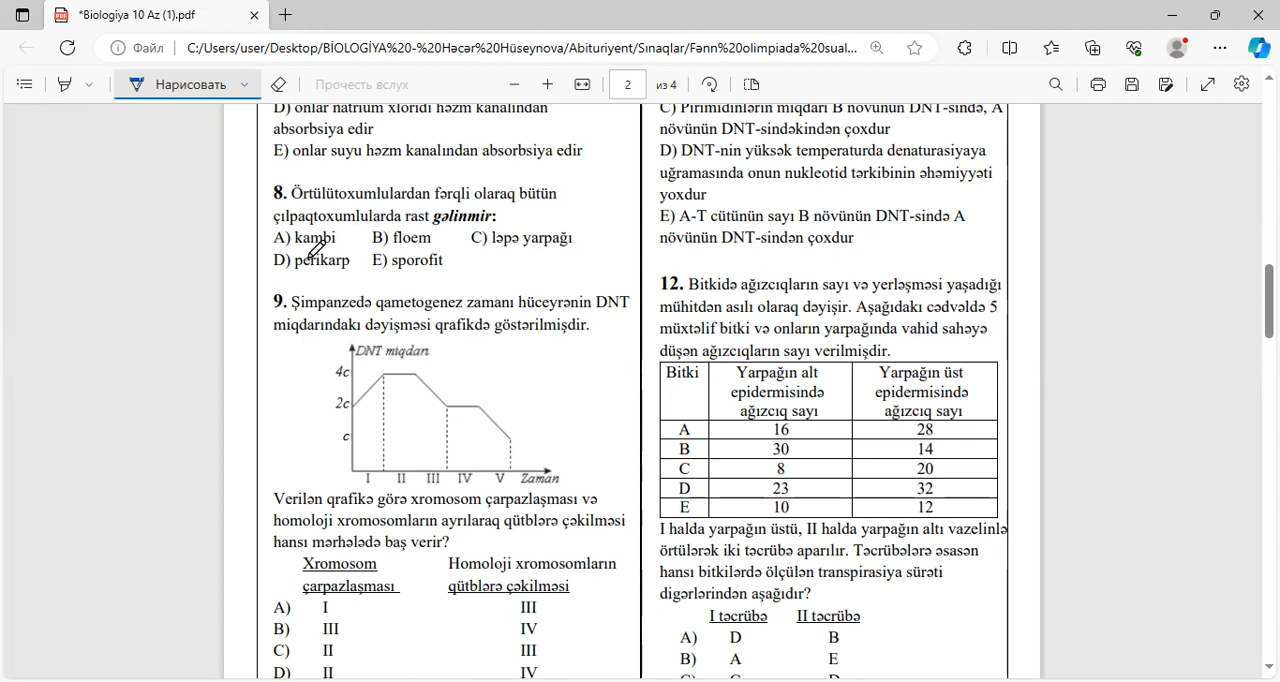 *Biologiya 10 Az (1).pdf
Файл
C:/Users/user/Desktop/BİOLOGİYA%20-%20Həcər%20Hüseynova/Abituriyent/Sınaqlar/Fənn%20olimpiada%20sual...
Нарисовать
Прочесть вслух
2
из 4
D) onlar natrium xloridi həzm kanalından
absorbsiya edir
E) onlar suyu həzm kanalından absorbsiya edir
8. Örtülütoxumlulardan fərqli olaraq bütün
çılpaqtoxumlularda rast gəlinmir:
A) kambi B) floem C) ləpə yarpağı
D) perikarp E) sporofit
9. Şimpanzedə qametogenez zamanı hüceyrənin DNT
miqdarındakı dəyişməsi qrafikdə göstərilmişdir.
DNT miqdarı
4c
2c
c
I II III IV V Zaman
Verilən qrafikə görə xromosom çarpazlaşması və
homoloji xromosomların ayrılaraq qütblərə çəkilməsi
hansı mərhələdə baş verir?
Xromosom Homoloji xromosomların
çarpazlaşması qütblərə çəkilməsi
A) I III
B) III IV
C) II III
D) II IV
C) Pirimidinlərin miqdarı B növünün DNT-sində, A
növünün DNT-sindəkindən çoxdur
D) DNT-nin yüksək temperaturda denaturasiyaya
uğramasında onun nukleotid tərkibinin əhəmiyyəti
yoxdur
E) A-T cütünün sayı B növünün DNT-sində A
növünün DNT-sindən çoxdur
12. Bitkidə ağızcıqların sayı və yerləşməsi yaşadığı
mühitdən asılı olaraq dəyişir. Aşağıdakı cədvəldə 5
müxtəlif bitki və onların yarpağında vahid sahəyə
düşən ağızcıqların sayı verilmişdir.
Bitki Yarpağın alt Yarpağın üst
epidermisində epidermisində
ağızcıq sayı ağızcıq sayı
A 16 28
B 30 14
C 8 20
D 23 32
E 10 12
I halda yarpağın üstü, II halda yarpağın altı vazelinlə
örtülərək iki təcrübə aparılır. Təcrübələrə əsasən
hansı bitkilərdə ölçülən transpirasiya sürəti
digərlərindən aşağıdır?
I təcrübə II təcrübə
A) D B
B) A E